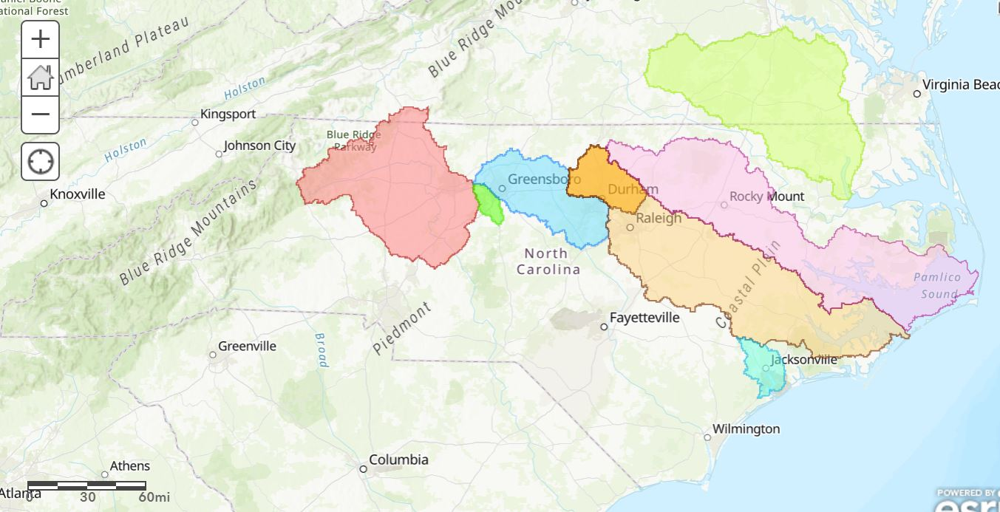 ational Forest
umberland Plateau
Blue Ridge Mou
+
−
Holston
Kingsport
Virginia Beac
Holston
Johnson City
Blue Ridge
Parkway
Knoxville
Blue Ridge Mountains
Greensboro
Durham
Rocky Mount
Raleigh
North
Carolina
Coastal Plain
Pamlico
Sound
Piedmont
Fayetteville
Greenville
Broad
Jacksonville
Wilmington
Columbia
Athens
Atlanta
0 30 60mi
POWERED BY
esri